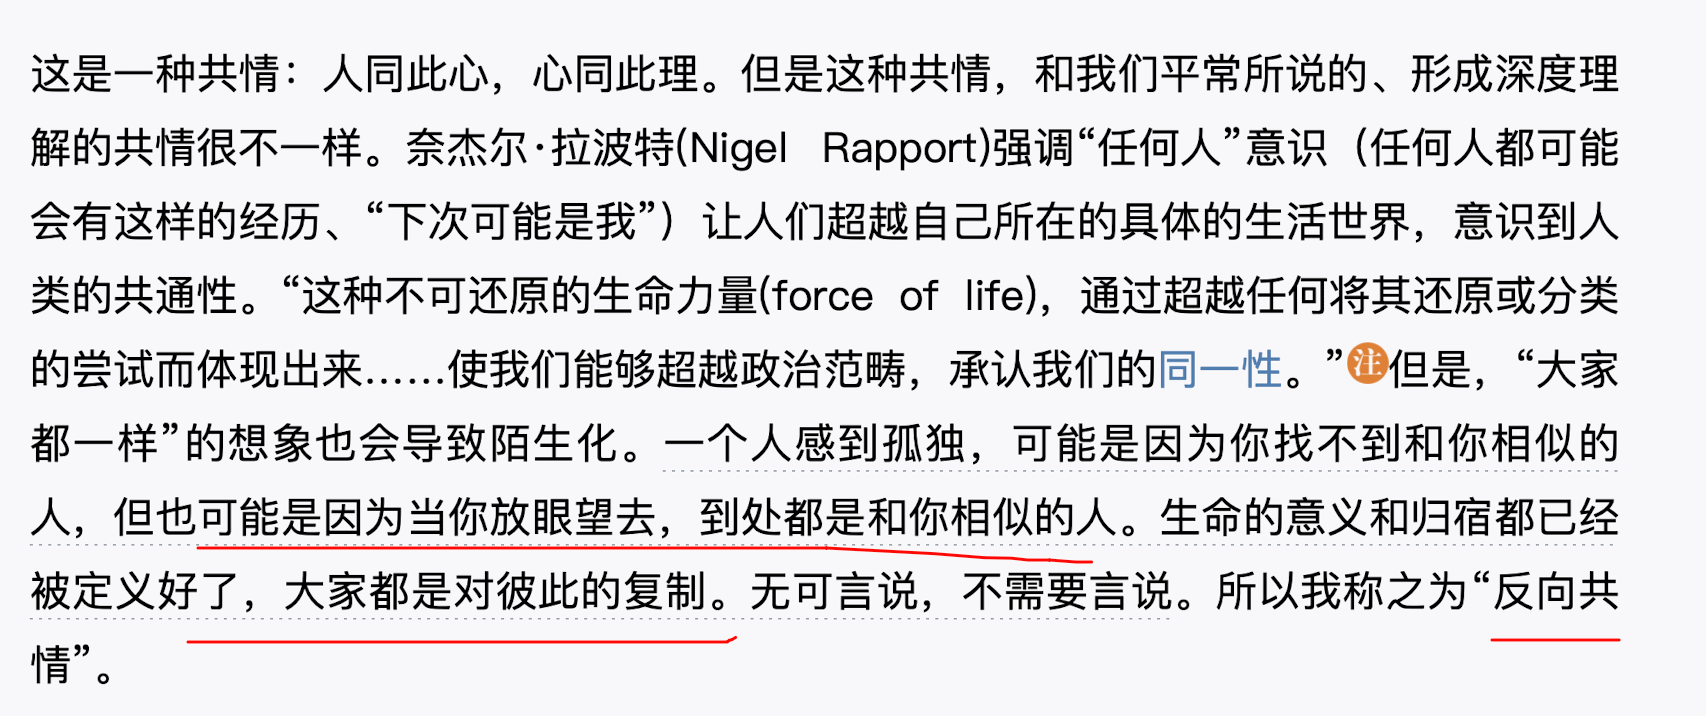 这是一种共情：人同此心，心同此理。但是这种共情，和我们平常所说的、形成深度理
解的共情很不一样。奈杰尔·拉波特(Nigel Rapport)强调“任何人”意识（任何人都可能
会有这样的经历、“下次可能是我”）让人们超越自己所在的具体的生活世界，意识到人
类的共通性。“这种不可还原的生命力量(force of life)，通过超越任何将其还原或分类
的尝试而体现出来……使我们能够超越政治范畴，承认我们的同一性。”注但是，“大家
都一样”的想象也会导致陌生化。一个人感到孤独，可能是因为你找不到和你相似的
人，但也可能是因为当你放眼望去，到处都是和你相似的人。生命的意义和归宿都已经
被定义好了，大家都是对彼此的复制。无可言说，不需要言说。所以我称之为“反向共
情”。